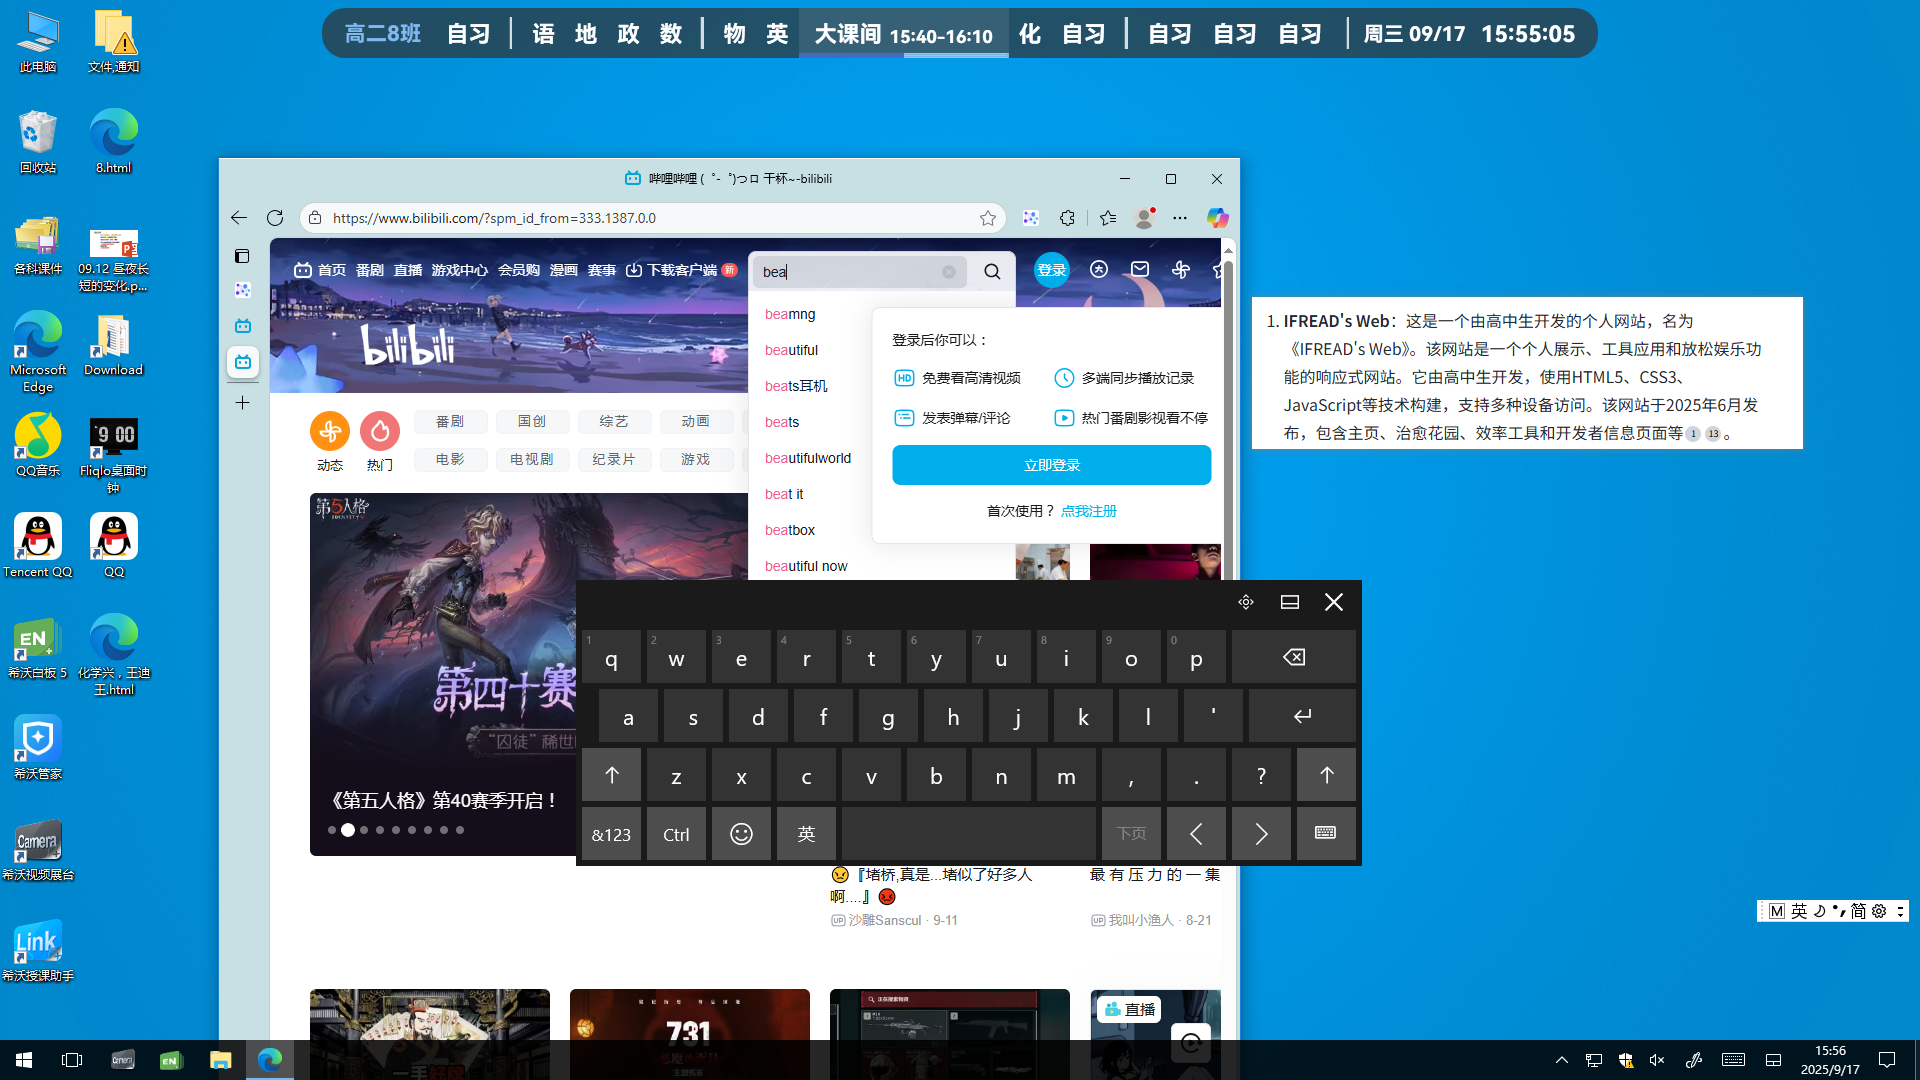 高二8班 自习 | 语 地 政 数 | 物 英 大课间 15:40-16:10 化 自习 | 自习 自习 自习 | 周三 09/17 15:55:05
此电脑
文件,通知
回收站
8.html
各科课件
09.12 昼夜长短的变化.p...
Microsoft Edge
Download
QQ音乐
Fliqlo桌面时钟
Tencent QQ
QQ
希沃白板 5
化学兴，王迪王.html
希沃管家
Camera
希沃视频展台
Link
希沃授课助手
哔哩哔哩 (゜-゜)つロ 干杯~-bilibili
https://www.bilibili.com/?spm_id_from=333.1387.0.0
首页 番剧 直播 游戏中心 会员购 漫画 赛事 下载客户端 新
bea
登录
bilibili
beamng
beautiful
beats耳机
beats
beautifulworld
beat it
beatbox
beautiful now
登录后你可以：
免费看高清视频 多端同步播放记录
发表弹幕/评论 热门番剧影视看不停
立即登录
首次使用？ 点我注册
动态 热门
番剧 国创 综艺 动画
电影 电视剧 纪录片 游戏
第5人格
IDENTITY V
第四十赛
“囚徒”稀世
《第五人格》第40赛季开启！
1. IFREAD's Web：这是一个由高中生开发的个人网站，名为
《IFREAD's Web》。该网站是一个个人展示、工具应用和放松娱乐功
能的响应式网站。它由高中生开发，使用HTML5、CSS3、
JavaScript等技术构建，支持多种设备访问。该网站于2025年6月发
布，包含主页、治愈花园、效率工具和开发者信息页面等 1 13 。
1 2 3 4 5 6 7 8 9 0
q w e r t y u i o p
a s d f g h j k l '
z x c v b n m , . ?
&123 Ctrl 英 下页
『堵桥,真是...堵似了好多人
啊....』
UP 沙雕Sanscul · 9-11
最有压力的一集
UP 我叫小渔人 · 8-21
731
直播
M 英 简
15:56
2025/9/17